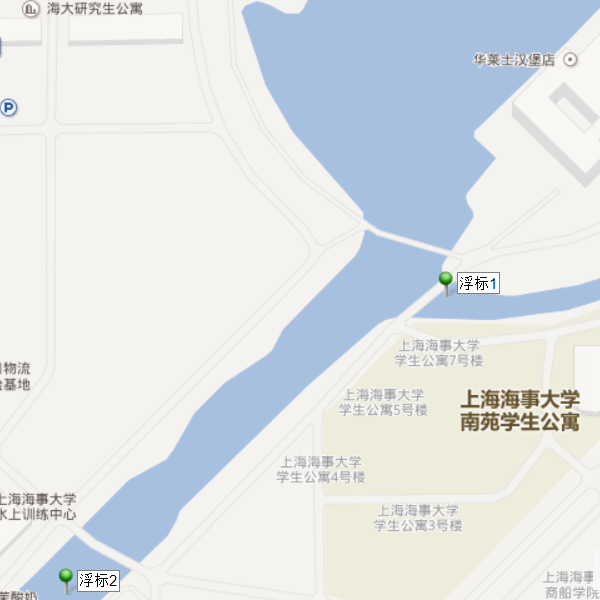 海大研究生公寓
华莱士汉堡店
P
浮标1
上海海事大学
学生公寓7号楼
物流
基地
上海海事大学
学生公寓5号楼
上海海事大学
南苑学生公寓
上海海事大学
学生公寓4号楼
上海海事大学
水上训练中心
上海海事大学
学生公寓3号楼
浮标2
上海海事
商船学院
酸奶